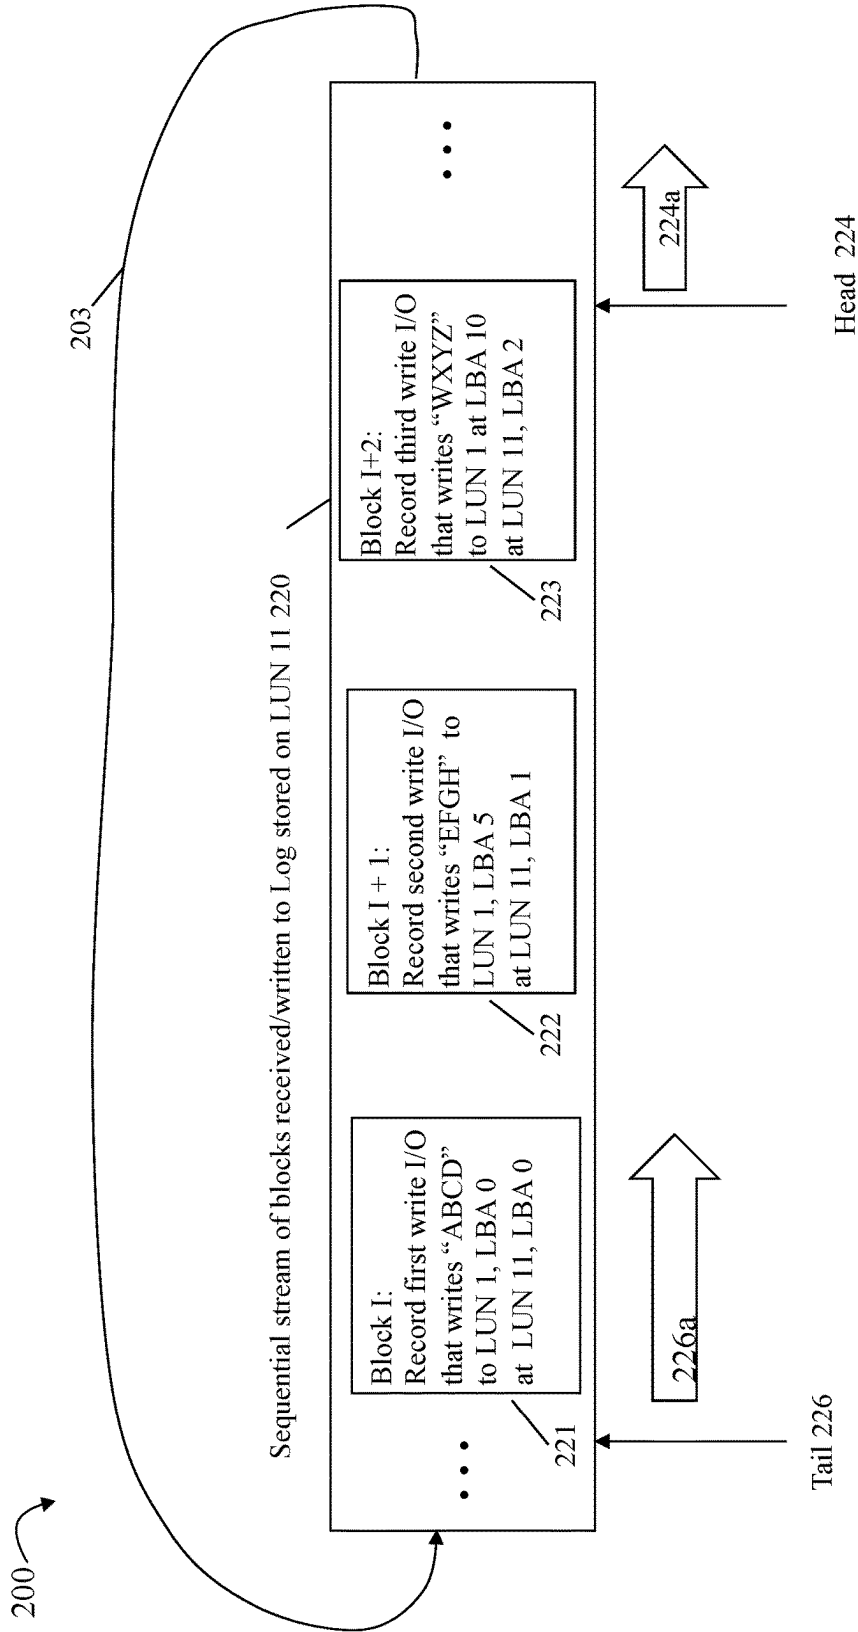 200
203
Sequential stream of blocks received/written to Log stored on LUN 11 220
Block I:
Record first write I/O
that writes “ABCD”
to LUN 1, LBA 0
at LUN 11, LBA 0
221
Block I + 1:
Record second write I/O
that writes “EFGH” to
LUN 1, LBA 5
at LUN 11, LBA 1
222
Block I+2:
Record third write I/O
that writes “WXYZ”
to LUN 1 at LBA 10
at LUN 11, LBA 2
223
226a
224a
Tail 226
Head 224